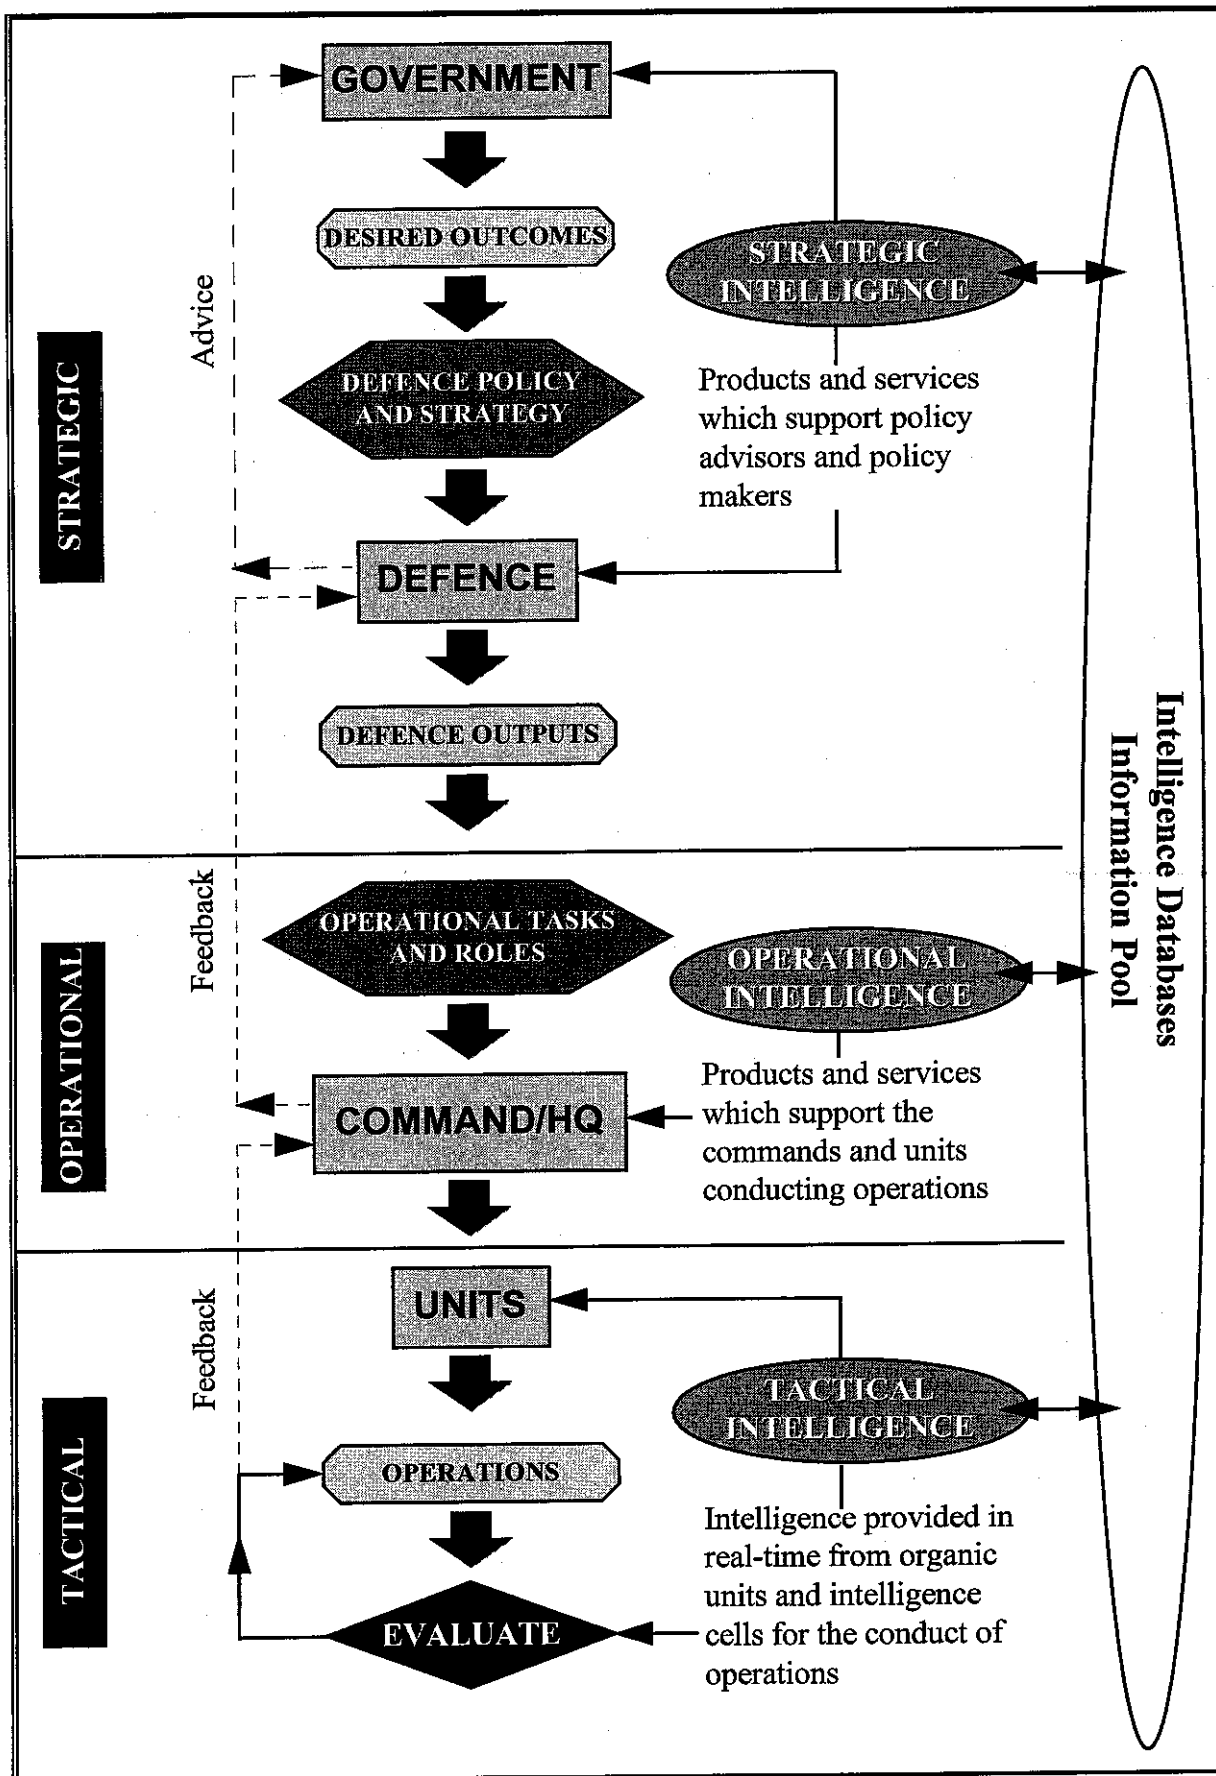 GOVERNMENT
DESIRED OUTCOMES
STRATEGIC
INTELLIGENCE
Advice
STRATEGIC
DEFENCE POLICY
AND STRATEGY
Products and services
which support policy
advisors and policy
makers
DEFENCE
DEFENCE OUTPUTS
Intelligence Databases
Information Pool
Feedback
OPERATIONAL
OPERATIONAL TASKS
AND ROLES
OPERATIONAL
INTELLIGENCE
COMMAND/HQ
Products and services
which support the
commands and units
conducting operations
UNITS
Feedback
TACTICAL
TACTICAL
INTELLIGENCE
OPERATIONS
Intelligence provided in
real-time from organic
units and intelligence
cells for the conduct of
operations
EVALUATE